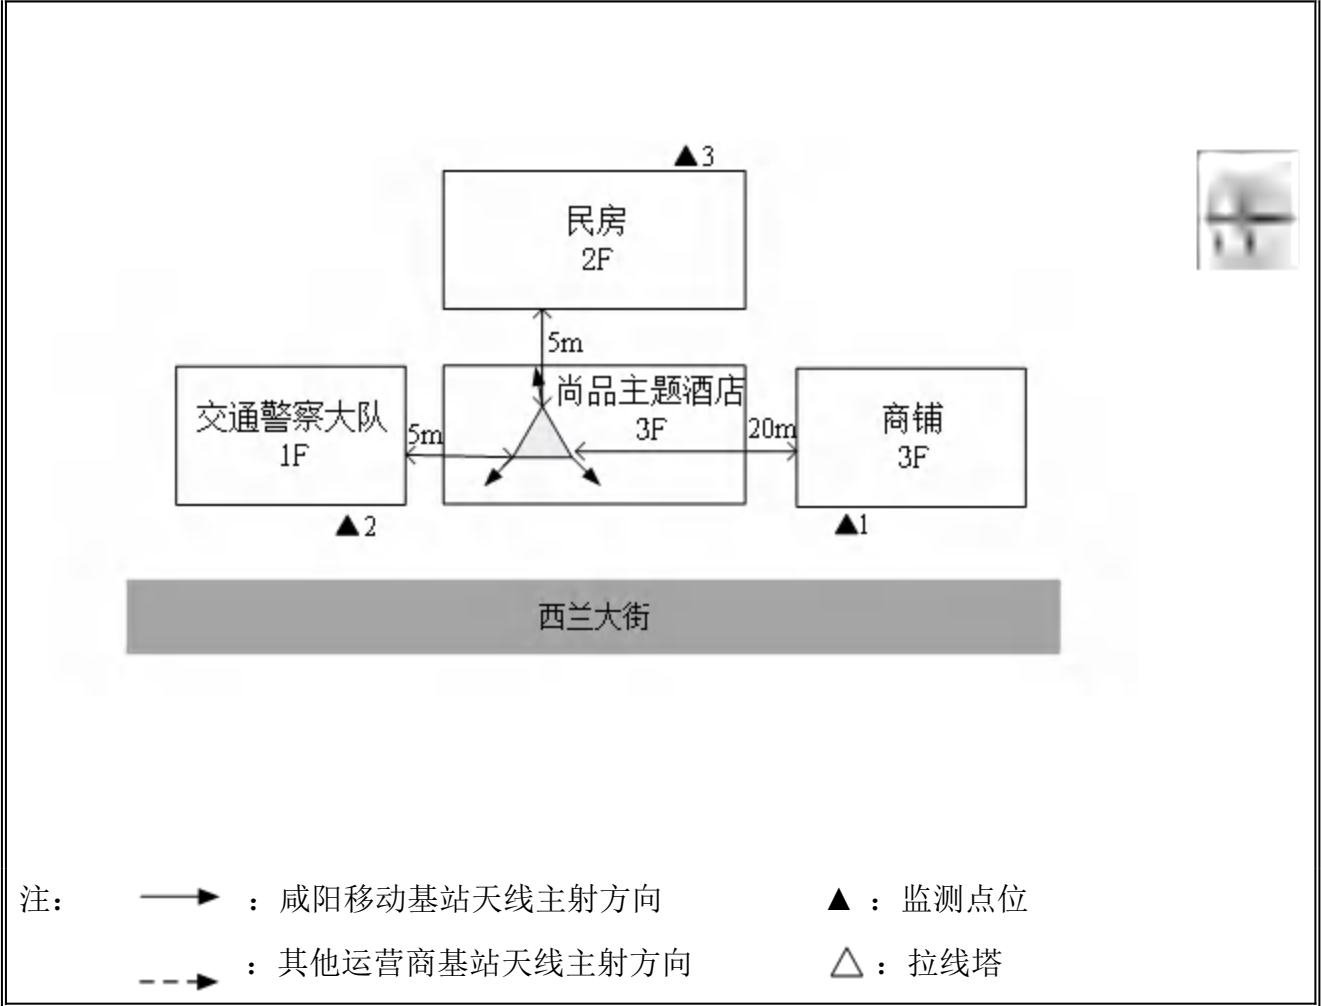 ▲3
民房
2F
5m
交通警察大队
1F
5m
尚品主题酒店
3F
20m
商铺
3F
▲2
▲1
西兰大街
注：
：咸阳移动基站天线主射方向
▲：监测点位
：其他运营商基站天线主射方向
△：拉线塔